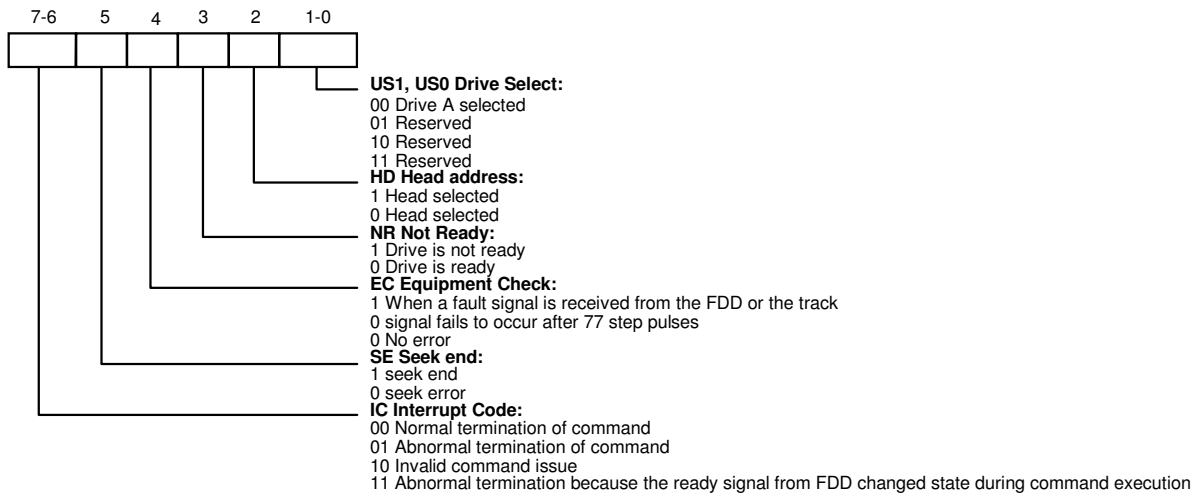 7-6 5 4 3 2 1-0
US1, US0 Drive Select:
00 Drive A selected
01 Reserved
10 Reserved
11 Reserved
HD Head address:
1 Head selected
0 Head selected
NR Not Ready:
1 Drive is not ready
0 Drive is ready
EC Equipment Check:
1 When a fault signal is received from the FDD or the track
0 signal fails to occur after 77 step pulses
0 No error
SE Seek end:
1 seek end
0 seek error
IC Interrupt Code:
00 Normal termination of command
01 Abnormal termination of command
10 Invalid command issue
11 Abnormal termination because the ready signal from FDD changed state during command execution